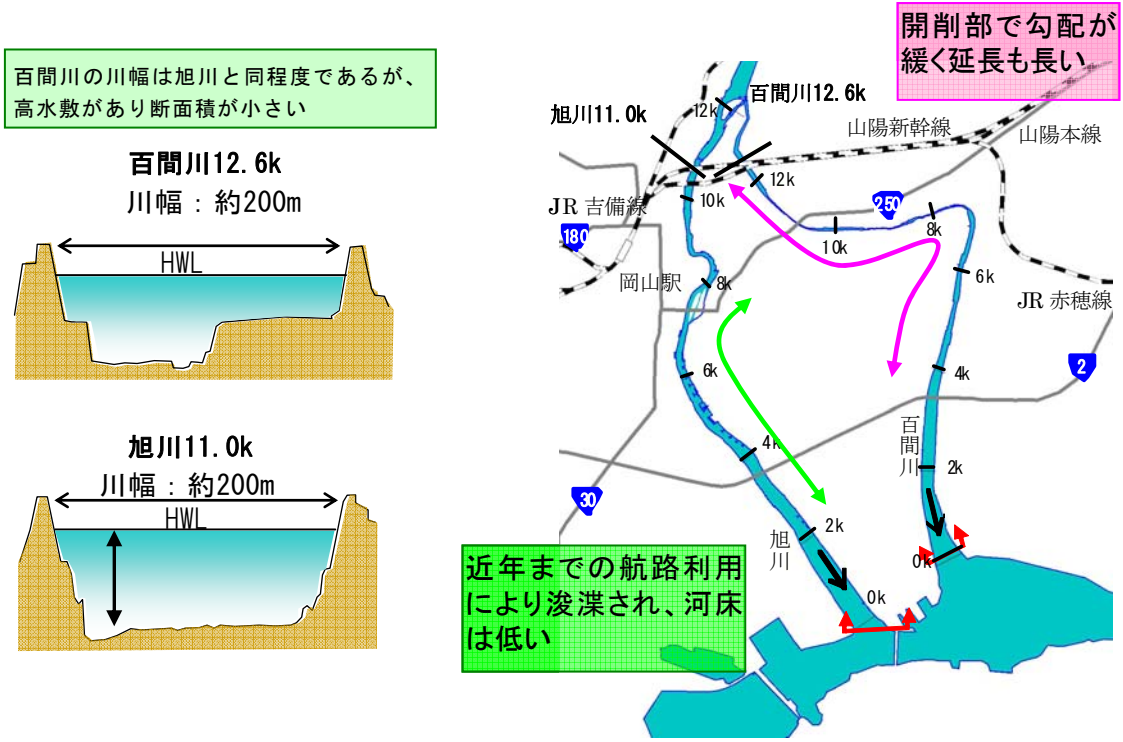 百間川の川幅は旭川と同程度であるが、
高水敷があり断面積が小さい
百間川12.6k
川幅：約200m
HWL
旭川11.0k
川幅：約200m
HWL
開削部で勾配が
緩く延長も長い
百間川12.6k
旭川11.0k
12k
山陽新幹線
山陽本線
12k
10k
JR 吉備線
250
180
10k
8k
岡山駅
8k
6k
JR 赤穂線
6k
4k
2
百間川
4k
2k
30
2k
旭川
0k
0k
近年までの航路利用
により浚渫され、河床
は低い